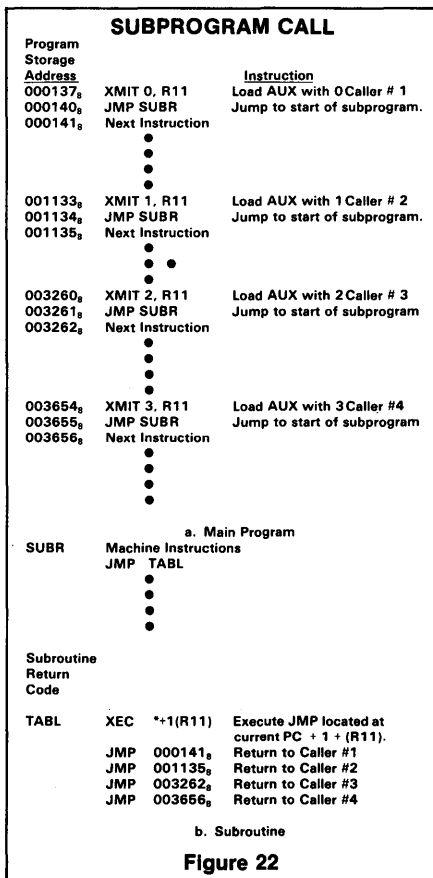 SUBPROGRAM CALL
Program
Storage
Address Instruction
000137₈ XMIT 0, R11 Load AUX with 0 Caller # 1
000140₈ JMP SUBR Jump to start of subprogram.
000141₈ Next Instruction
001133₈ XMIT 1, R11 Load AUX with 1 Caller # 2
001134₈ JMP SUBR Jump to start of subprogram.
001135₈ Next Instruction
003260₈ XMIT 2, R11 Load AUX with 2 Caller # 3
003261₈ JMP SUBR Jump to start of subprogram
003262₈ Next Instruction
003654₈ XMIT 3, R11 Load AUX with 3 Caller #4
003655₈ JMP SUBR Jump to start of subprogram
003656₈ Next Instruction
a. Main Program
SUBR Machine Instructions
JMP TABL
Subroutine
Return
Code
TABL XEC *+1(R11) Execute JMP located at
current PC + 1 + (R11).
JMP 000141₈ Return to Caller #1
JMP 001135₈ Return to Caller #2
JMP 003262₈ Return to Caller #3
JMP 003656₈ Return to Caller #4
b. Subroutine
Figure 22